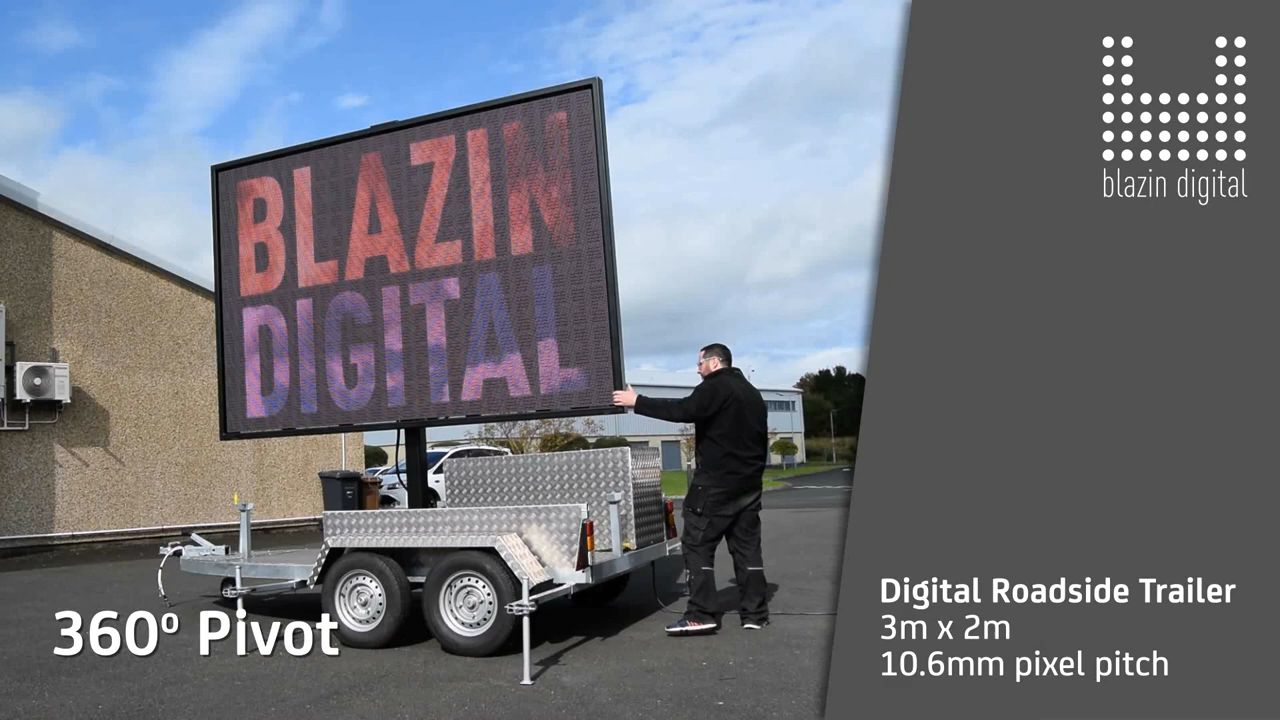 BLAZIN
DIGITAL
360º Pivot
blazin digital
Digital Roadside Trailer
3m x 2m
10.6mm pixel pitch